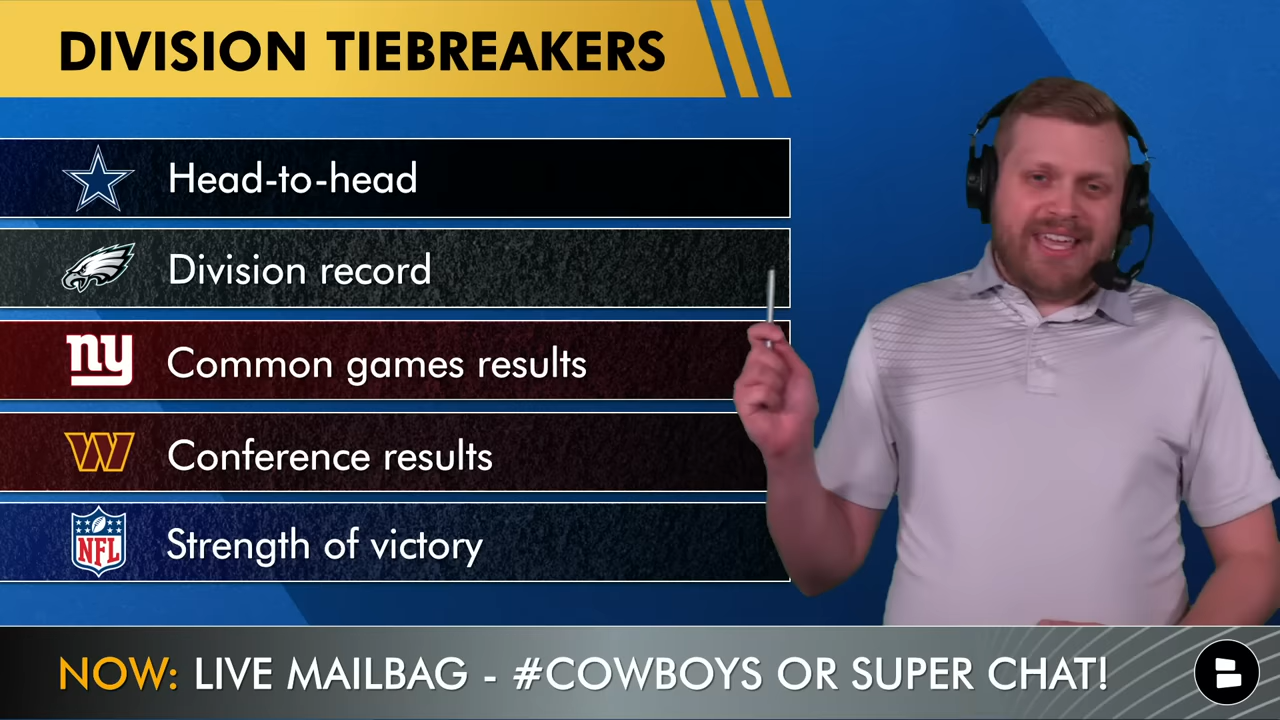 DIVISION TIEBREAKERS
Head-to-head
Division record
ny
Common games results
W
Conference results
NFL
Strength of victory
NOW: LIVE MAILBAG - #COWBOYS OR SUPER CHAT!